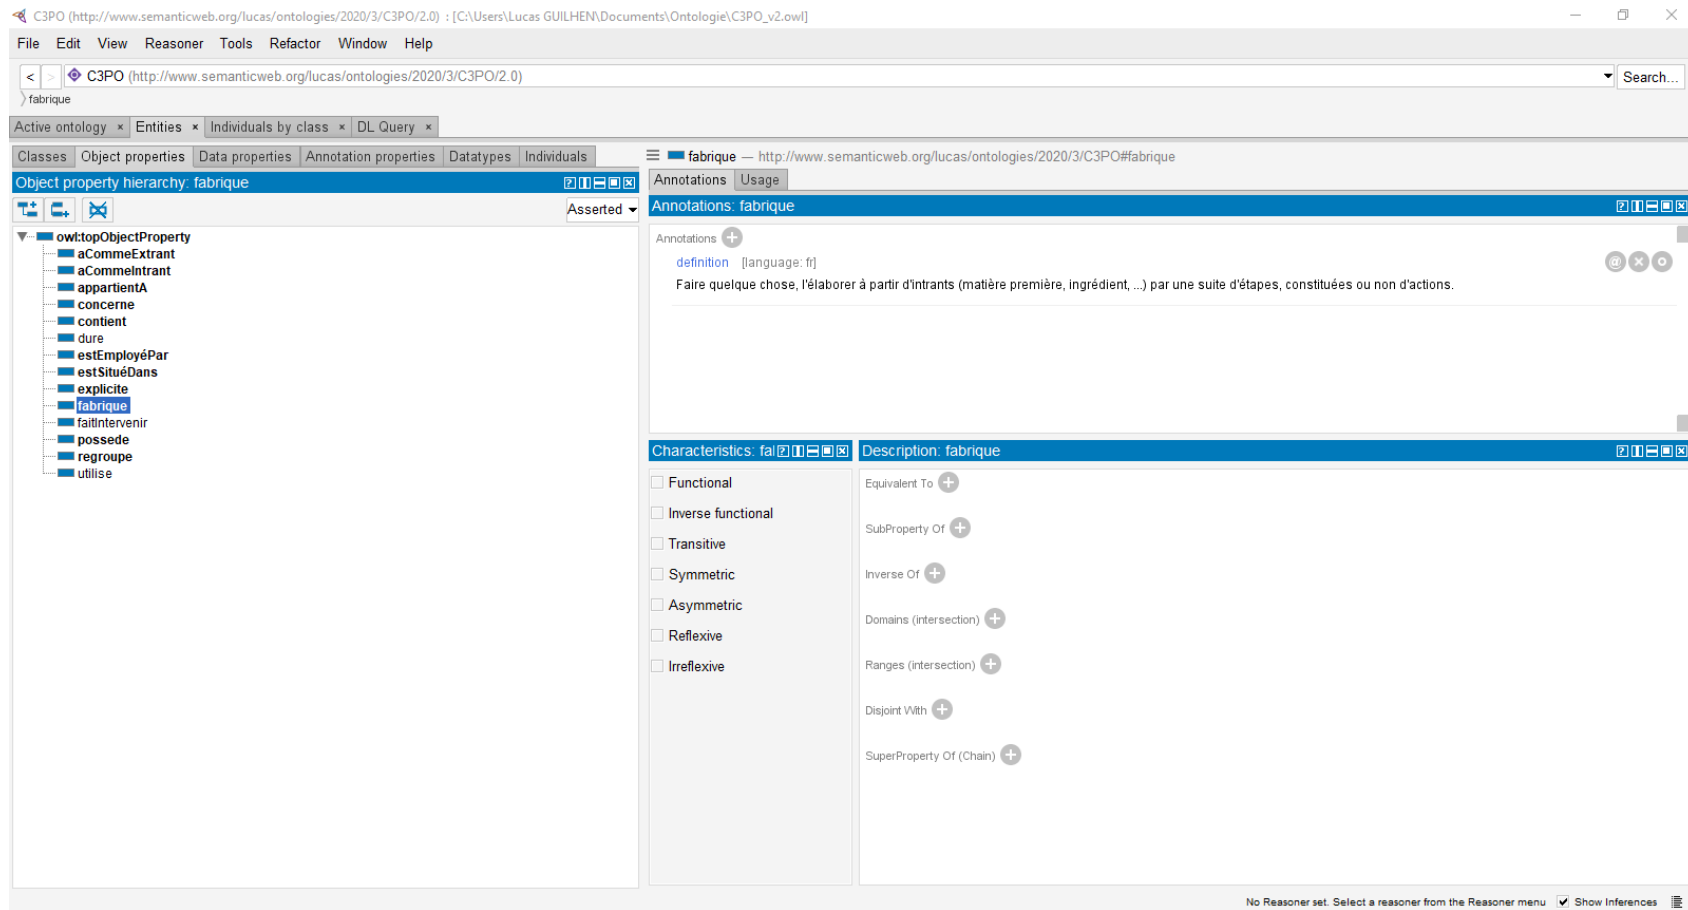 C3PO (http://www.semanticweb.org/lucas/ontologies/2020/3/C3PO/2.0) : [C:\Users\Lucas GUILHEN\Documents\Ontologie\C3PO_v2.owl]
File Edit View Reasoner Tools Refactor Window Help
< > C3PO (http://www.semanticweb.org/lucas/ontologies/2020/3/C3PO/2.0) Search...
fabrique
Active ontology × Entities × Individuals by class × DL Query ×
Classes Object properties Data properties Annotation properties Datatypes Individuals
Object property hierarchy: fabrique
Asserted
owl:topObjectProperty
aCommeExtrant
aCommeIntrant
appartientA
concerne
contient
dure
estEmployéPar
estSituéDans
explicite
fabrique
faitIntervenir
possede
regroupe
utilise
fabrique — http://www.semanticweb.org/lucas/ontologies/2020/3/C3PO#fabrique
Annotations Usage
Annotations: fabrique
Annotations
definition [language: fr]
Faire quelque chose, l'élaborer à partir d'intrants (matière première, ingrédient, ...) par une suite d'étapes, constituées ou non d'actions.
Characteristics: fal
Functional
Inverse functional
Transitive
Symmetric
Asymmetric
Reflexive
Irreflexive
Description: fabrique
Equivalent To
SubProperty Of
Inverse Of
Domains (intersection)
Ranges (intersection)
Disjoint With
SuperProperty Of (Chain)
No Reasoner set. Select a reasoner from the Reasoner menu Show Inferences